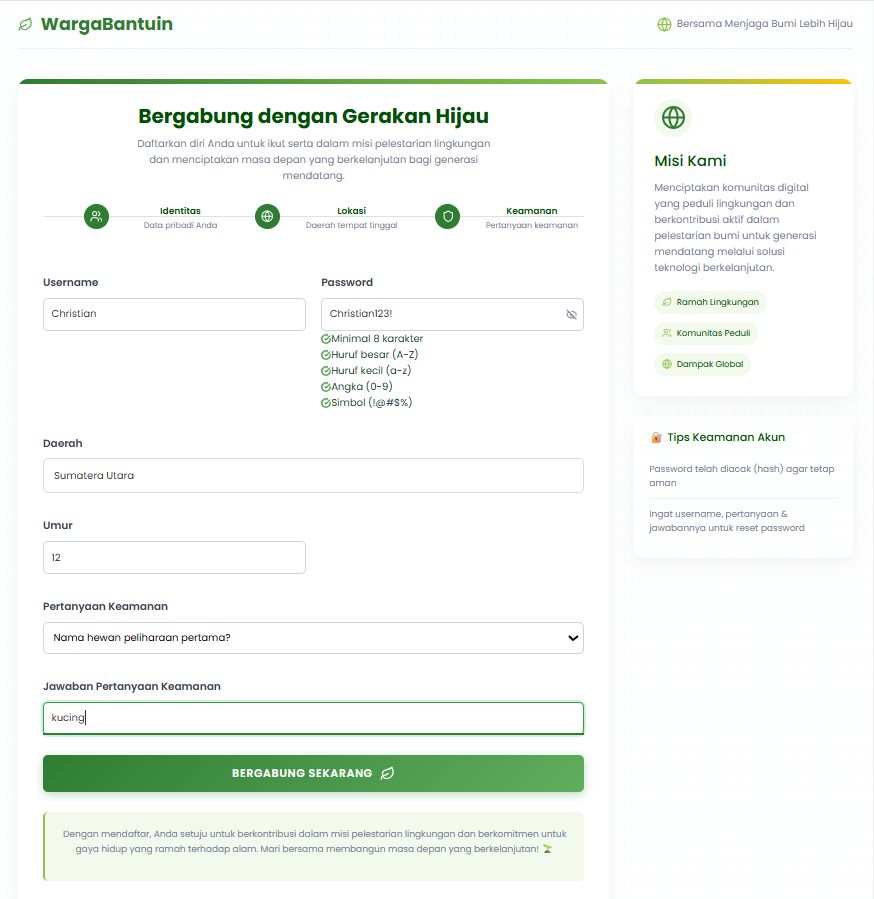 WargaBantuin
Bersama Menjaga Bumi Lebih Hijau
Bergabung dengan Gerakan Hijau
Daftarkan diri Anda untuk ikut serta dalam misi pelestarian lingkungan
dan menciptakan masa depan yang berkelanjutan bagi generasi
mendatang.
Identitas
Data pribadi Anda
Lokasi
Daerah tempat tinggal
Keamanan
Pertanyaan keamanan
Username
Christian
Password
Christian123!
Minimal 8 karakter
Huruf besar (A-Z)
Huruf kecil (a-z)
Angka (0-9)
Simbol (!@#$%)
Daerah
Sumatera Utara
Umur
12
Pertanyaan Keamanan
Nama hewan peliharaan pertama?
Jawaban Pertanyaan Keamanan
kucing
BERGABUNG SEKARANG
Dengan mendaftar, Anda setuju untuk berkontribusi dalam misi pelestarian lingkungan dan berkomitmen untuk
gaya hidup yang ramah terhadap alam. Mari bersama membangun masa depan yang berkelanjutan!
Misi Kami
Menciptakan komunitas digital
yang peduli lingkungan dan
berkontribusi aktif dalam
pelestarian bumi untuk generasi
mendatang melalui solusi
teknologi berkelanjutan.
Ramah Lingkungan
Komunitas Peduli
Dampak Global
Tips Keamanan Akun
Password telah diacak (hash) agar tetap
aman
Ingat username, pertanyaan &
jawabannya untuk reset password